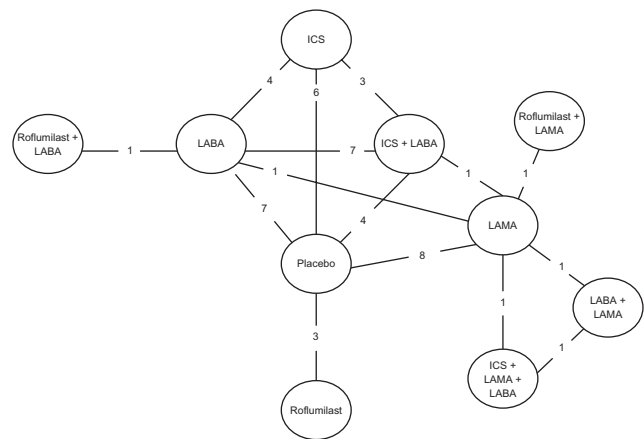 ICS
4
3
6
Roflumilast +
LABA
1
LABA
7
ICS + LABA
Roflumilast +
LAMA
1
1
1
7
4
LAMA
Placebo
8
1
1
LABA +
LAMA
3
1
ICS +
LAMA +
LABA
Roflumilast